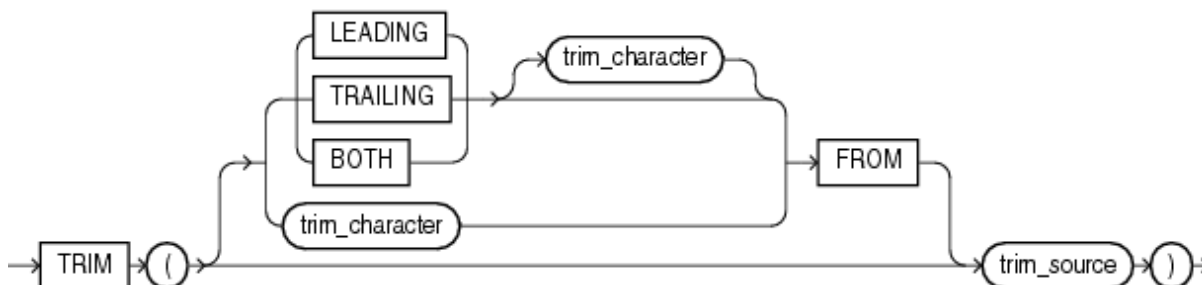 LEADING
trim_character
TRAILING
BOTH
FROM
trim_character
TRIM ( trim_source )